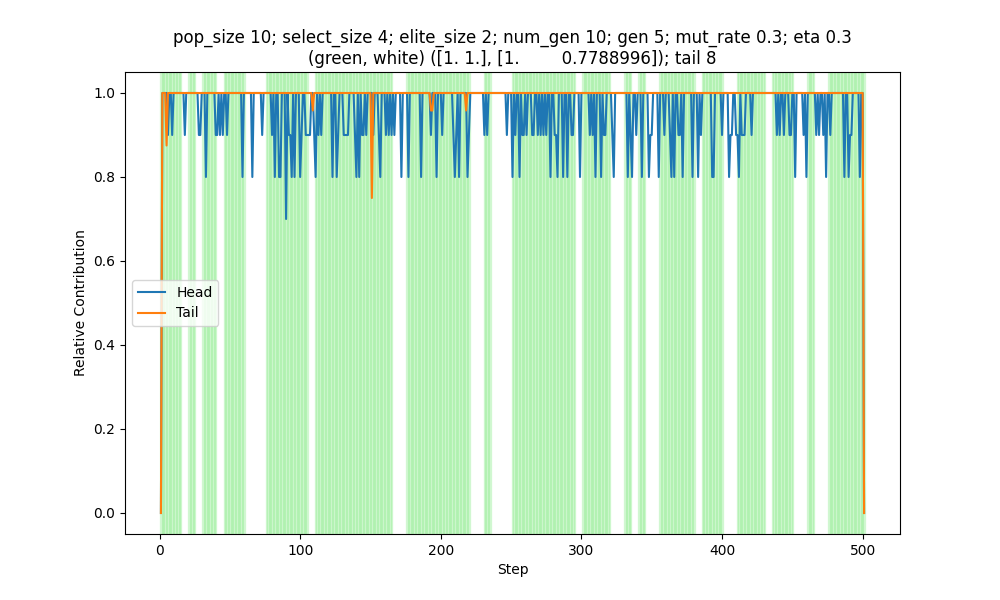 pop_size 10; select_size 4; elite_size 2; num_gen 10; gen 5; mut_rate 0.3; eta 0.3
(green, white) ([1. 1.], [1.        0.7788996]); tail 8
1.0
0.8
0.6
0.4
0.2
0.0
Relative Contribution
Head
Tail
0
100
200
300
400
500
Step